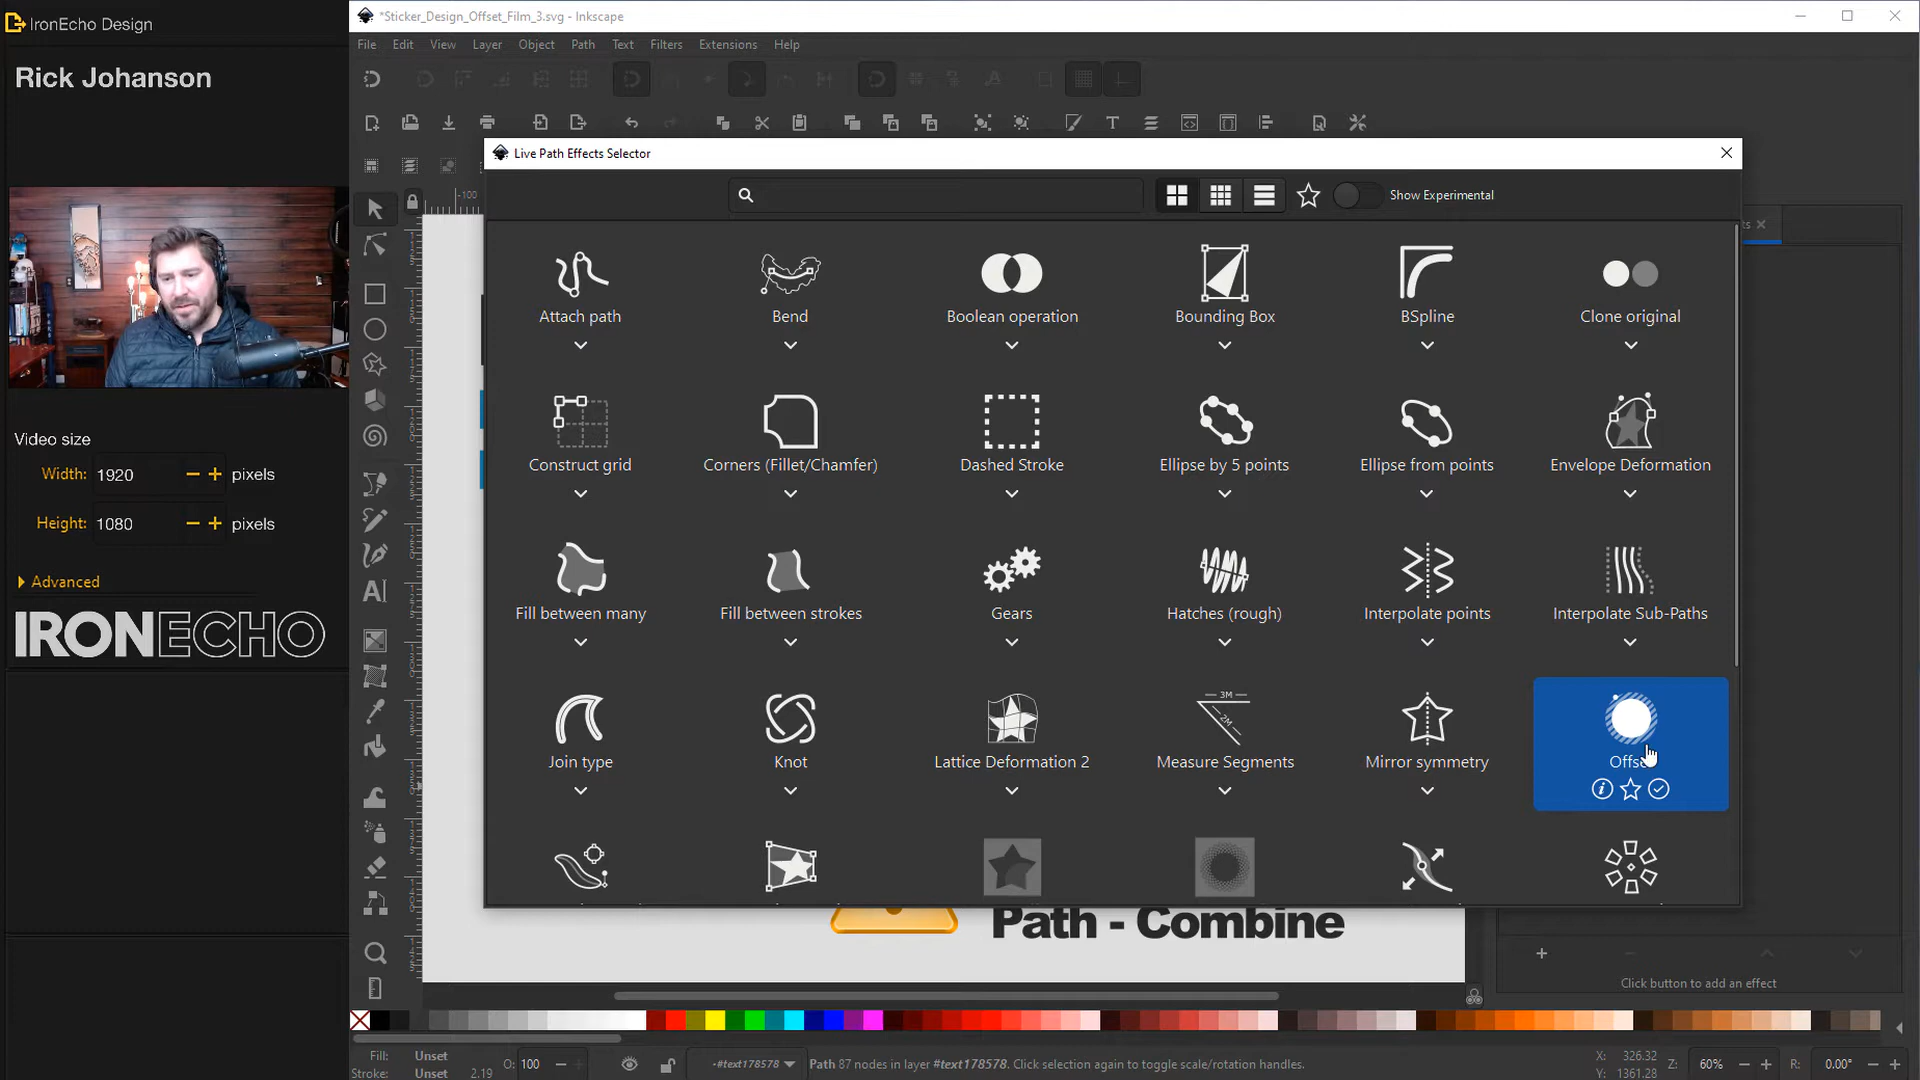 IronEcho Design
Rick Johanson
Video size
Width: 1920 pixels
Height: 1080 pixels
Advanced
IRONECHO
*Sticker_Design_Offset_Film_3.svg - Inkscape
File Edit View Layer Object Path Text Filters Extensions Help
Live Path Effects Selector
Show Experimental
-100
Attach path Bend Boolean operation Bounding Box BSpline Clone original
Construct grid Corners (Fillet/Chamfer) Dashed Stroke Ellipse by 5 points Ellipse from points Envelope Deformation
Fill between many Fill between strokes Gears Hatches (rough) Interpolate points Interpolate Sub-Paths
3M
2M
Join type Knot Lattice Deformation 2 Measure Segments Mirror symmetry Offse
Path - Combine
Click button to add an effect
Fill: Unset
Stroke: Unset 2.19
O: 100
#text178578
Path 87 nodes in layer #text178578. Click selection again to toggle scale/rotation handles.
X: 326.32
Y: 1361.28
Z: 60%
R: 0.00°